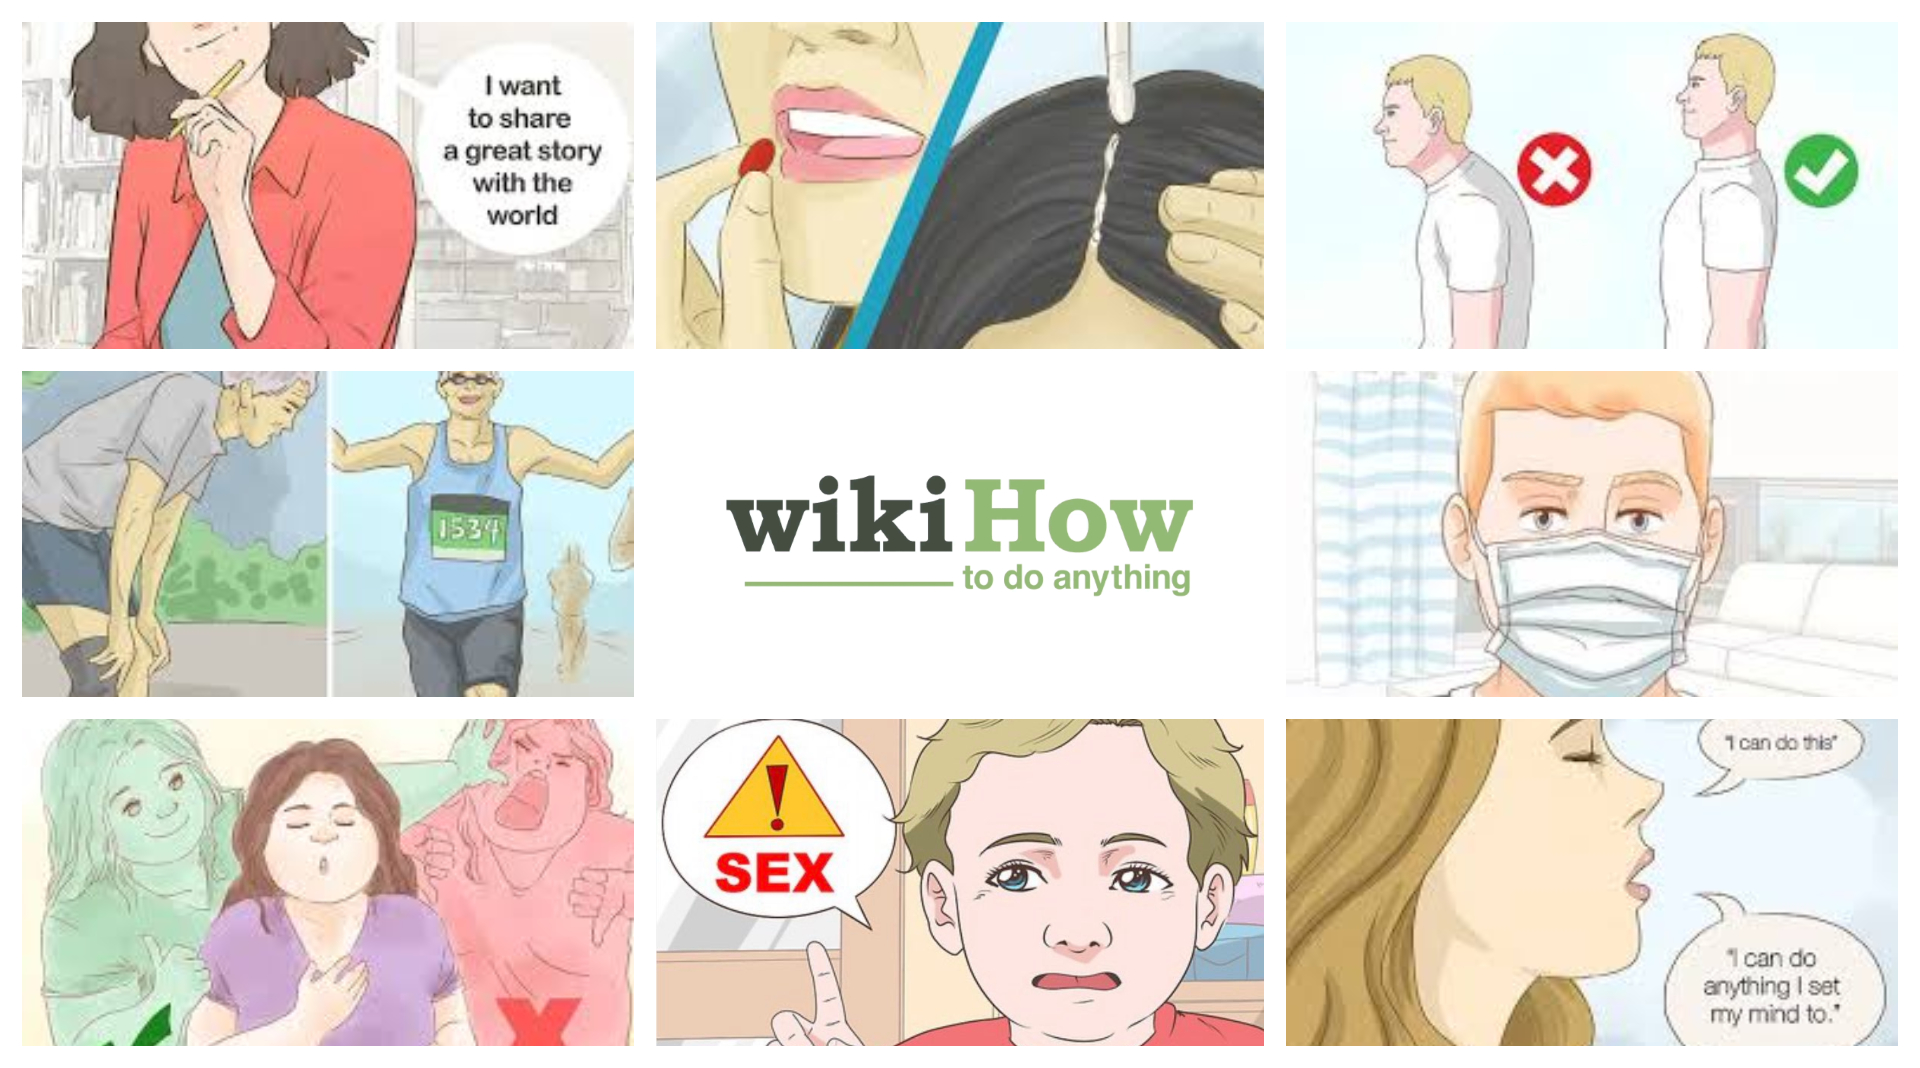 I want
to share
a great story
with the
world
1534
wikiHow
to do anything
SEX
"I can do this"
"I can do
anything I set
my mind to."